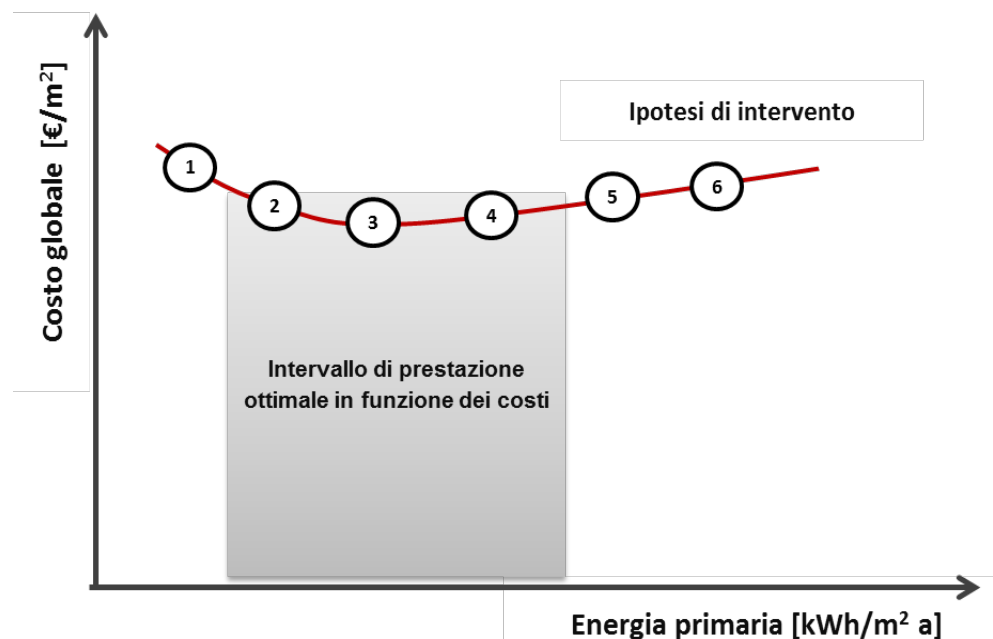 Costo globale [€/m²]
Ipotesi di intervento
1
2
3
4
5
6
Intervallo di prestazione
ottimale in funzione dei costi
Energia primaria [kWh/m² a]